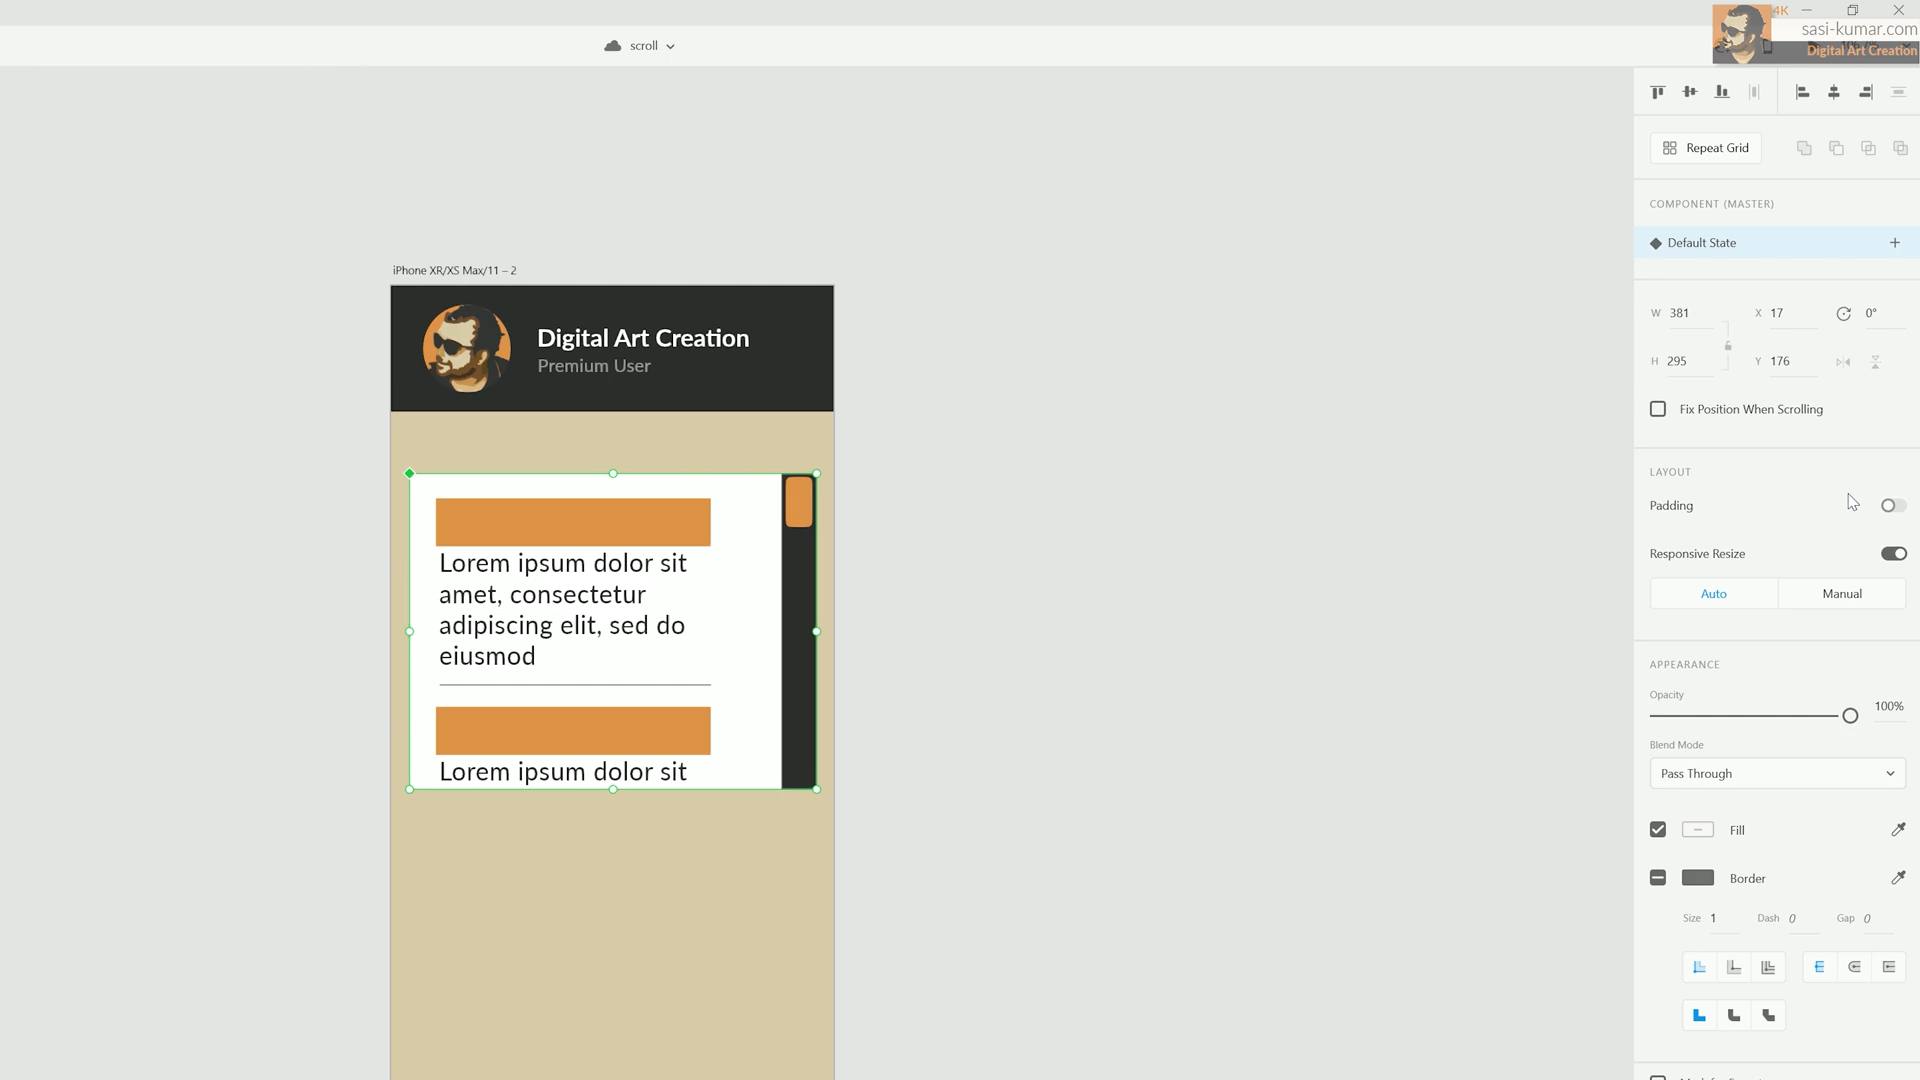 4K
sasi-kumar.com
Digital Art Creation
scroll
Repeat Grid
COMPONENT (MASTER)
Default State
W 381 X 17 0°
H 295 Y 176
Fix Position When Scrolling
LAYOUT
Padding
Responsive Resize
Auto Manual
APPEARANCE
Opacity
100%
Blend Mode
Pass Through
Fill
Border
Size 1 Dash 0 Gap 0
iPhone XR/XS Max/11 – 2
Digital Art Creation
Premium User
Lorem ipsum dolor sit
amet, consectetur
adipiscing elit, sed do
eiusmod
Lorem ipsum dolor sit